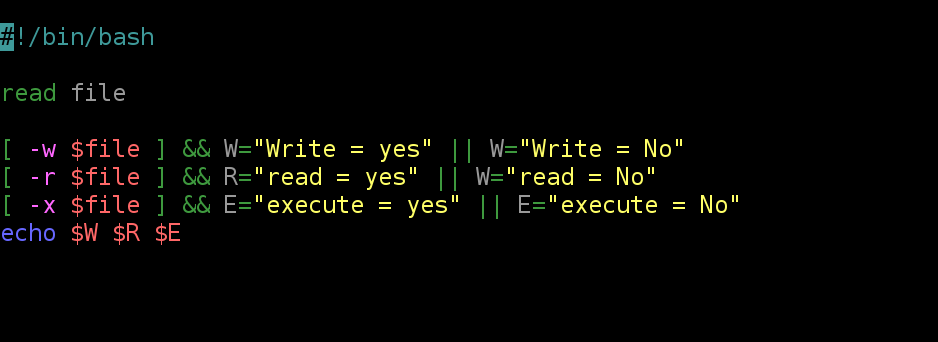 #!/bin/bash
read file
[ -w $file ] && W="Write = yes" || W="Write = No"
[ -r $file ] && R="read = yes" || W="read = No"
[ -x $file ] && E="execute = yes" || E="execute = No"
echo $W $R $E